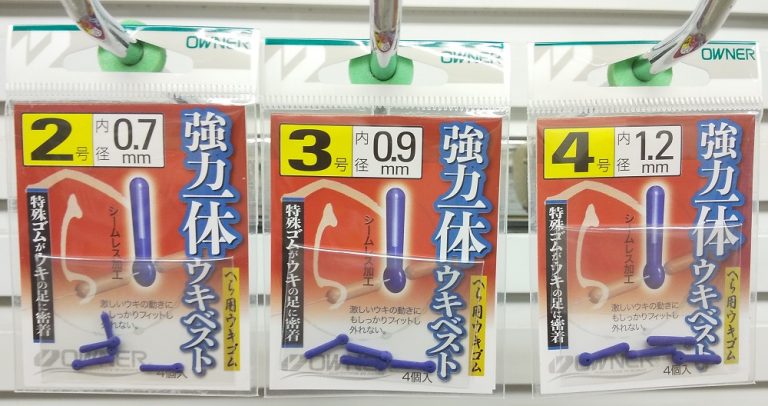 OWNER
2号
内径
0.7
mm
強力一体ウキベスト
へら用ウキゴム
特殊ゴムがウキの足に密着
シームレス加工
激しいウキの動きに
もしっかりフィットし
外れない。
OWNER
4個入
OWNER
3号
内径
0.9
mm
強力一体ウキベスト
へら用ウキゴム
特殊ゴムがウキの足に密着
シームレス加工
激しいウキの動きに
もしっかりフィットし
外れない。
OWNER
4個入
OWNER
4号
内径
1.2
mm
強力一体ウキベスト
へら用ウキゴム
特殊ゴムがウキの足に密着
シームレス加工
激しいウキの動きに
もしっかりフィットし
外れない。
OWNER
4個入